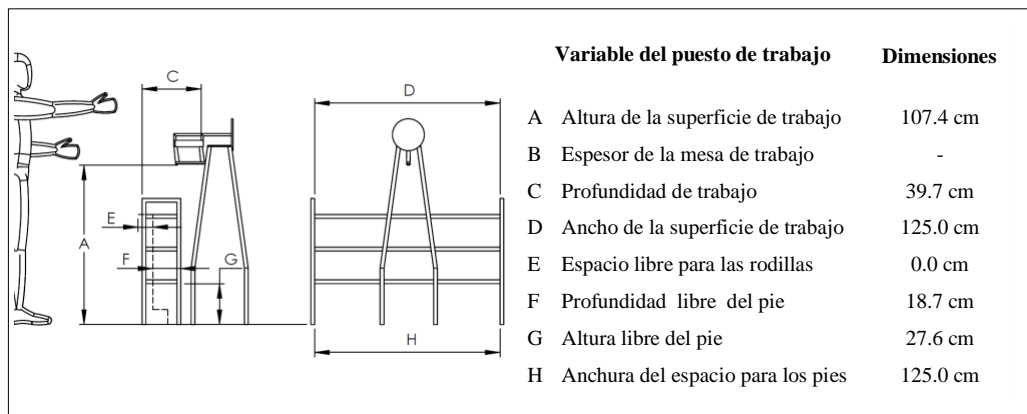 Variable del puesto de trabajo Dimensiones
A Altura de la superficie de trabajo 107.4 cm
B Espesor de la mesa de trabajo -
C Profundidad de trabajo 39.7 cm
D Ancho de la superficie de trabajo 125.0 cm
E Espacio libre para las rodillas 0.0 cm
F Profundidad libre del pie 18.7 cm
G Altura libre del pie 27.6 cm
H Anchura del espacio para los pies 125.0 cm
C
D
E
A
F
G
H